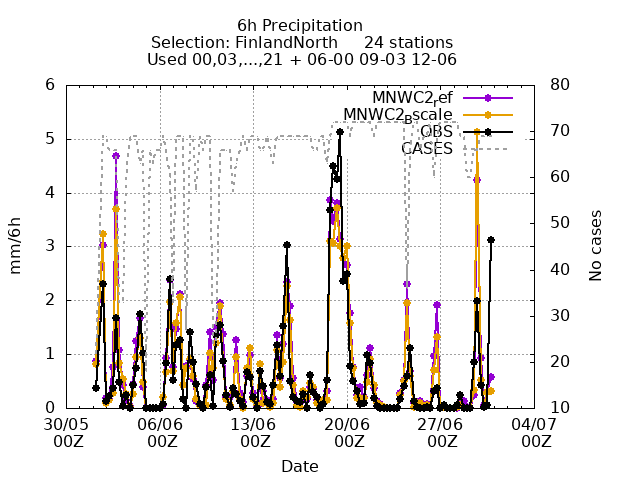 6h Precipitation
Selection: FinlandNorth 24 stations
Used 00,03,...,21 + 06-00 09-03 12-06
6 80
MNWC2_ref
MNWC2_Bscale
5 OBS 70
CASES
60
4
50
mm/6h
3 40
No cases
2 30
1 20
0 10
30/05 06/06 13/06 20/06 27/06 04/07
00Z 00Z 00Z 00Z 00Z 00Z
Date